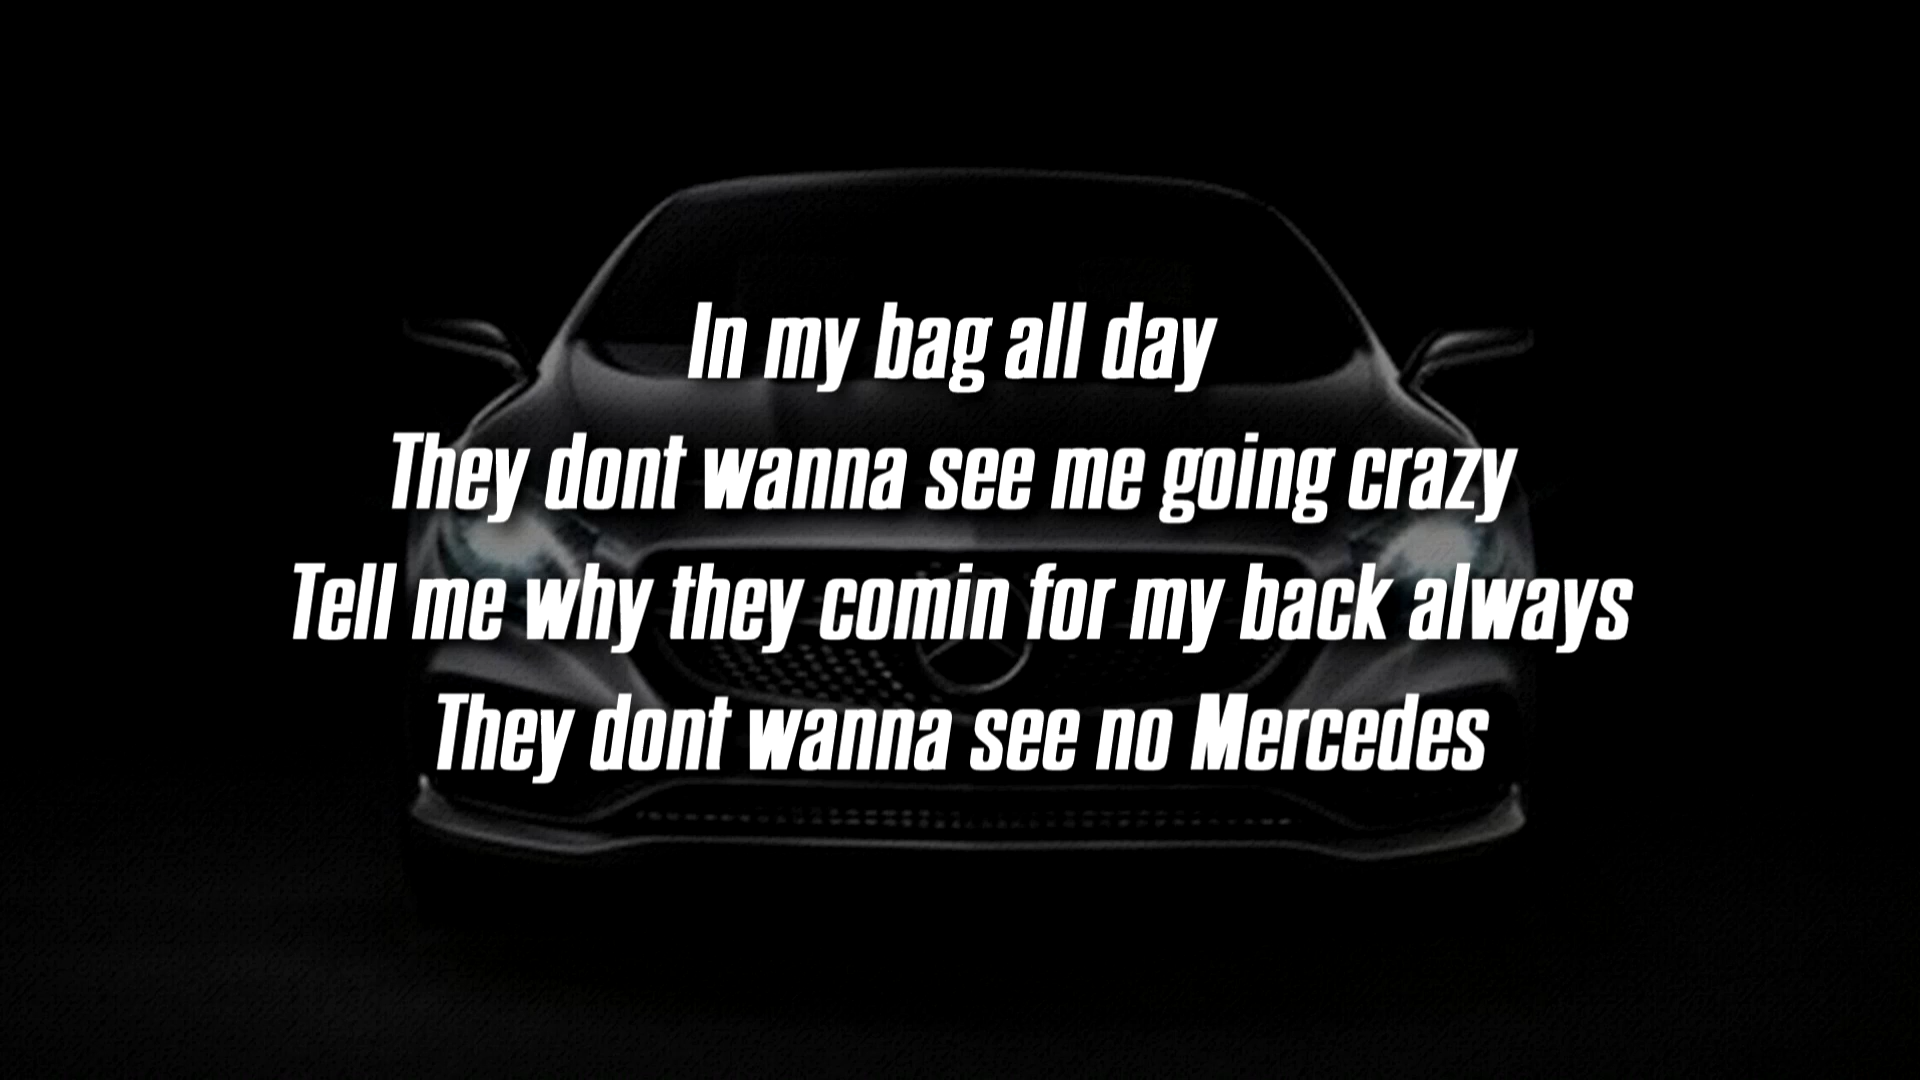 In my bag all day
They dont wanna see me going crazy
Tell me why they comin for my back always
They dont wanna see no Mercedes